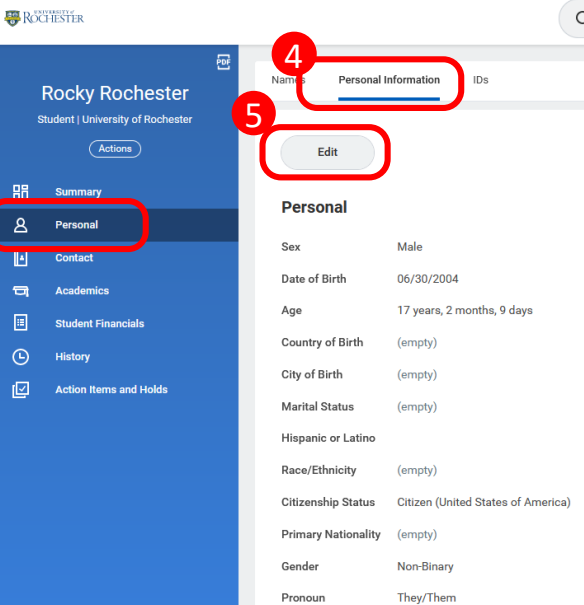 UNIVERSITY of
ROCHESTER
PDF
Rocky Rochester
Student | University of Rochester
Actions
Summary
Personal
Contact
Academics
Student Financials
History
Action Items and Holds
4
Names Personal Information IDs
5
Edit
Personal
Sex Male
Date of Birth 06/30/2004
Age 17 years, 2 months, 9 days
Country of Birth (empty)
City of Birth (empty)
Marital Status (empty)
Hispanic or Latino
Race/Ethnicity (empty)
Citizenship Status Citizen (United States of America)
Primary Nationality (empty)
Gender Non-Binary
Pronoun They/Them